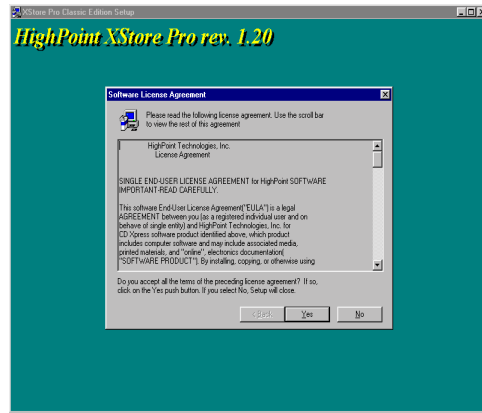 XStore Pro Classic Edition Setup
HighPoint XStore Pro rev. 1.20
Software License Agreement
Please read the following license agreement. Use the scroll bar
to view the rest of this agreement
HighPoint Technologies, Inc.
License Agreement
SINGLE END-USER LICENSE AGREEMENT for HighPoint SOFTWARE
IMPORTANT-READ CAREFULLY.
This software End-User License Agreement("EULA") is a legal
AGREEMENT between you (as a registered individual user and on
behave of single entity) and HighPoint Technologies, Inc. for
CD Xpress software product identified above, which product
includes computer software and may include associated media,
printed materials, and "online", electronics documentation(
"SOFTWARE PRODUCT"). By installing, copying, or otherwise using
Do you accept all the terms of the preceding license agreement? If so,
click on the Yes push button. If you select No, Setup will close.
< Back
Yes
No